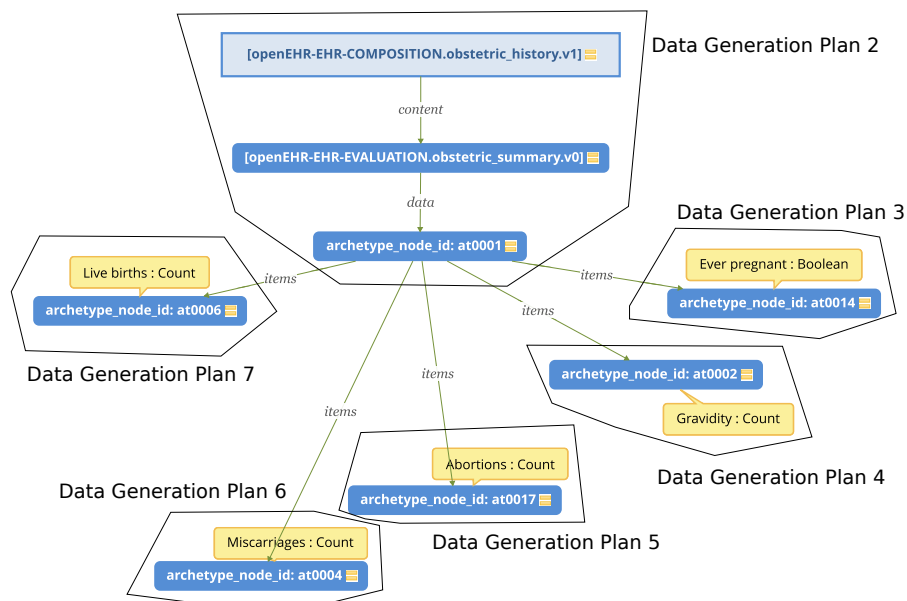 [openEHR-EHR-COMPOSITION.obstetric_history.v1]
Data Generation Plan 2
content
[openEHR-EHR-EVALUATION.obstetric_summary.v0]
data
Data Generation Plan 3
archetype_node_id: at0001
Ever pregnant : Boolean
Live births : Count
items
items
archetype_node_id: at0014
archetype_node_id: at0006
items
Data Generation Plan 7
items
archetype_node_id: at0002
items
Gravidity : Count
Abortions : Count
Data Generation Plan 4
Data Generation Plan 6
archetype_node_id: at0017
Miscarriages : Count
Data Generation Plan 5
archetype_node_id: at0004